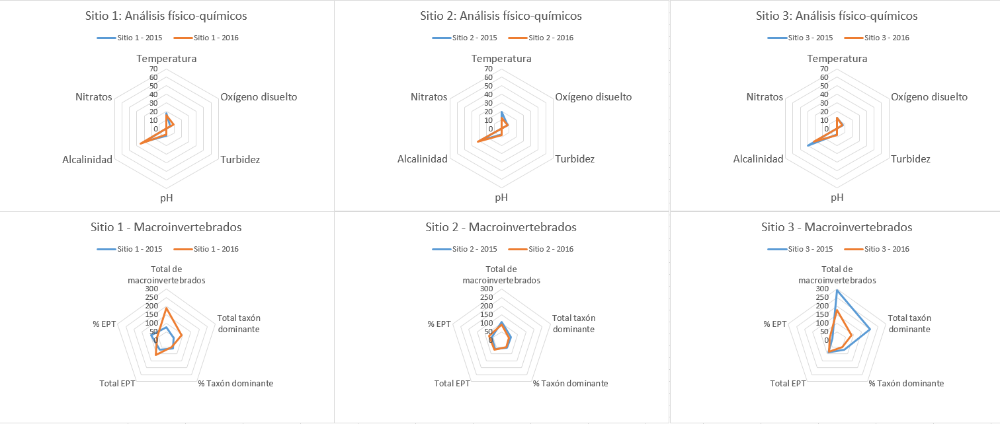 Sitio 1: Análisis físico-químicos
Sitio 1 - 2015 Sitio 1 - 2016
Temperatura
70
60
50
40
30
20
10
0
Nitratos
Oxígeno disuelto
Alcalinidad
Turbidez
pH
Sitio 2: Análisis físico-químicos
Sitio 2 - 2015 Sitio 2 - 2016
Temperatura
70
60
50
40
30
20
10
0
Nitratos
Oxígeno disuelto
Alcalinidad
Turbidez
pH
Sitio 3: Análisis físico-químicos
Sitio 3 - 2015 Sitio 3 - 2016
Temperatura
70
60
50
40
30
20
10
0
Nitratos
Oxígeno disuelto
Alcalinidad
Turbidez
pH
Sitio 1 - Macroinvertebrados
Sitio 1 - 2015 Sitio 1 - 2016
Total de
macroinvertebrados
300
250
200
150
100
50
0
% EPT
Total taxón
dominante
Total EPT
% Taxón dominante
Sitio 2 - Macroinvertebrados
Sitio 2 - 2015 Sitio 2 - 2016
Total de
macroinvertebrados
300
250
200
150
100
50
0
% EPT
Total taxón
dominante
Total EPT
% Taxón dominante
Sitio 3 - Macroinvertebrados
Sitio 3 - 2015 Sitio 3 - 2016
Total de
macroinvertebrados
300
250
200
150
100
50
0
% EPT
Total taxón
dominante
Total EPT
% Taxón dominante